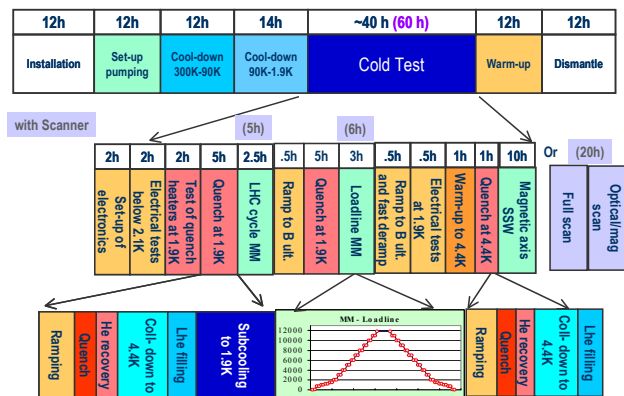 12h 12h 12h 14h ~40 h (60 h) 12h 12h
Installation Set-up pumping Cool-down 300K-90K Cool-down 90K-1.9K Cold Test Warm-up Dismantle
with Scanner (5h) (6h) Or (20h)
2h 2h 2h 5h 2.5h .5h 5h 3h .5h .5h 1h 1h 10h
Set-up of
electronics
Electrical tests
below 2.1K
Test of quench
heaters at 1.9K
Quench at 1.9K
LHC cycle MM
Ramp to B ult.
Quench at 1.9K
Loadline MM
Ramp to B ult.
and fast deramp
Electrical tests
at 1.9K
Warm-up to 4.4K
Quench at 4.4K
Magnetic axis
SSW
Full scan
Optical/mag
scan
Ramping
Quench
He recovery
Coll- down to
4.4K
Lhe filling
Subcooling
to 1.9K
MM - Loadline
12000
10000
8000
6000
4000
2000
0
Ramping
Quench
He recovery
Coll- down to
4.4K
Lhe filling